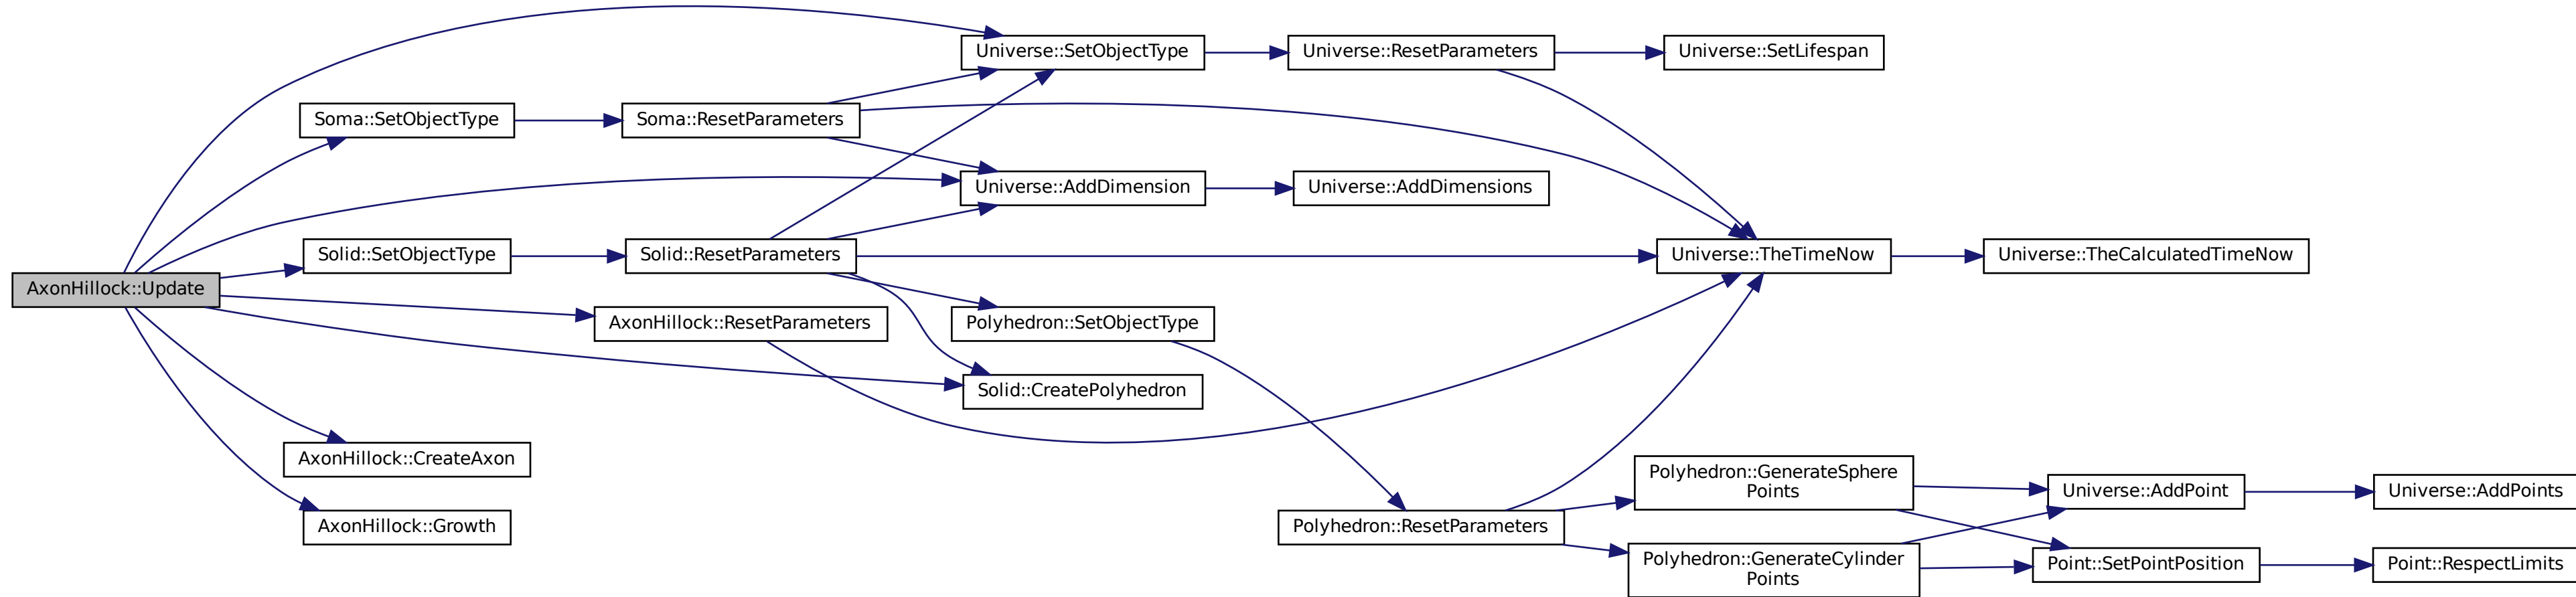 Universe::SetObjectType
Universe::ResetParameters
Universe::SetLifespan
Soma::SetObjectType
Soma::ResetParameters
Universe::AddDimension
Universe::AddDimensions
Solid::SetObjectType
Solid::ResetParameters
Universe::TheTimeNow
Universe::TheCalculatedTimeNow
AxonHillock::Update
AxonHillock::ResetParameters
Polyhedron::SetObjectType
Solid::CreatePolyhedron
AxonHillock::CreateAxon
Polyhedron::GenerateSphere
Points
Universe::AddPoint
Universe::AddPoints
AxonHillock::Growth
Polyhedron::ResetParameters
Polyhedron::GenerateCylinder
Points
Point::SetPointPosition
Point::RespectLimits